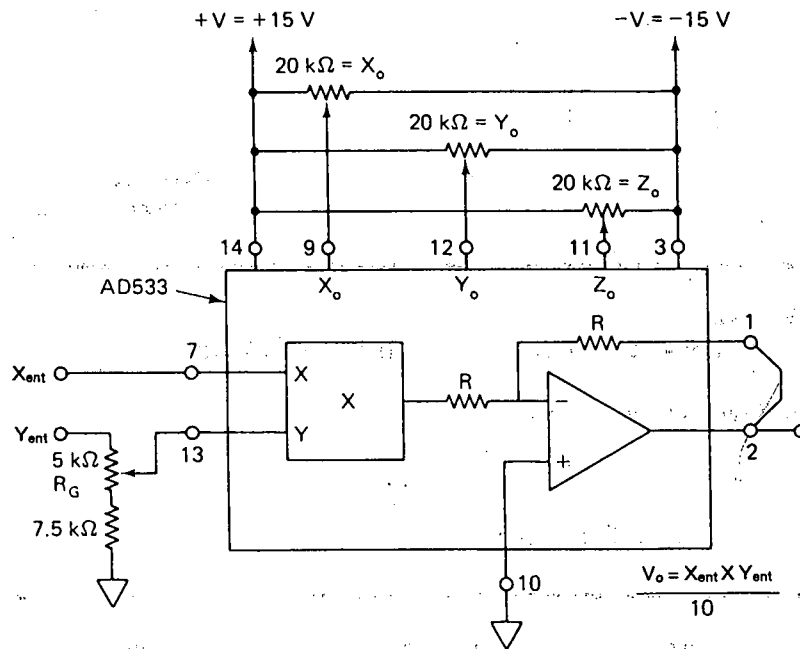 +V = +15 V
−V = −15 V
20 kΩ = Xo
20 kΩ = Yo
20 kΩ = Zo
14
9
12
11
3
AD533
Xo
Yo
Zo
R
1
7
Xent
X
X
R
−
Yent
Y
13
+
2
5 kΩ
RG
7.5 kΩ
10
Vo = Xent X Yent
10